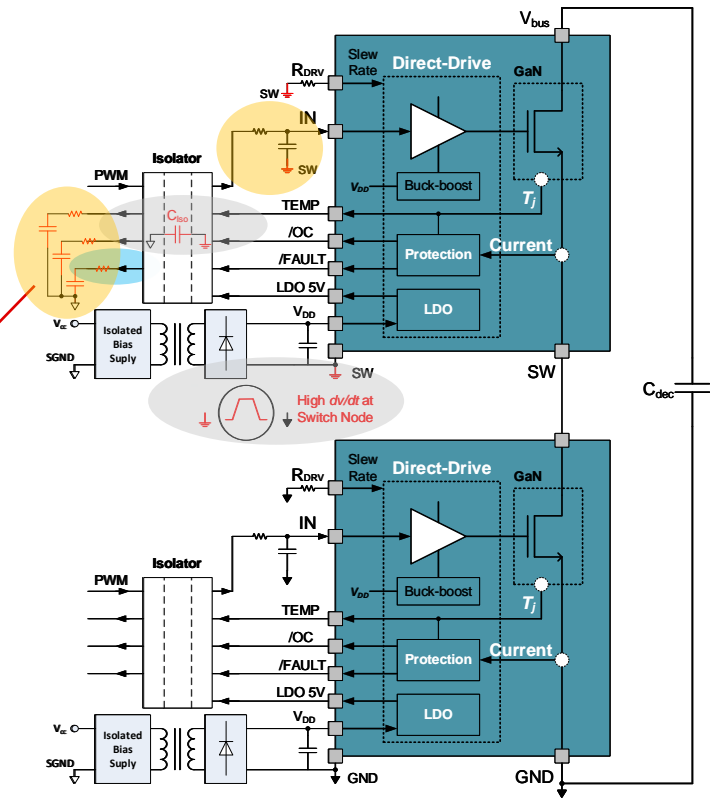 Vbus
RDRV
SW
Slew
Rate
Direct-Drive
GaN
IN
SW
PWM
Isolator
VDD
Buck-boost
Tj
TEMP
CIso
/OC
Protection
Current
/FAULT
LDO 5V
LDO
Vcc
Isolated
Bias
Suply
VDD
SGND
SW
SW
High dv/dt at
Switch Node
Cdec
RDRV
Slew
Rate
Direct-Drive
GaN
IN
Isolator
PWM
VDD
Buck-boost
Tj
TEMP
/OC
Protection
Current
/FAULT
LDO 5V
LDO
Vcc
Isolated
Bias
Suply
VDD
SGND
GND
GND